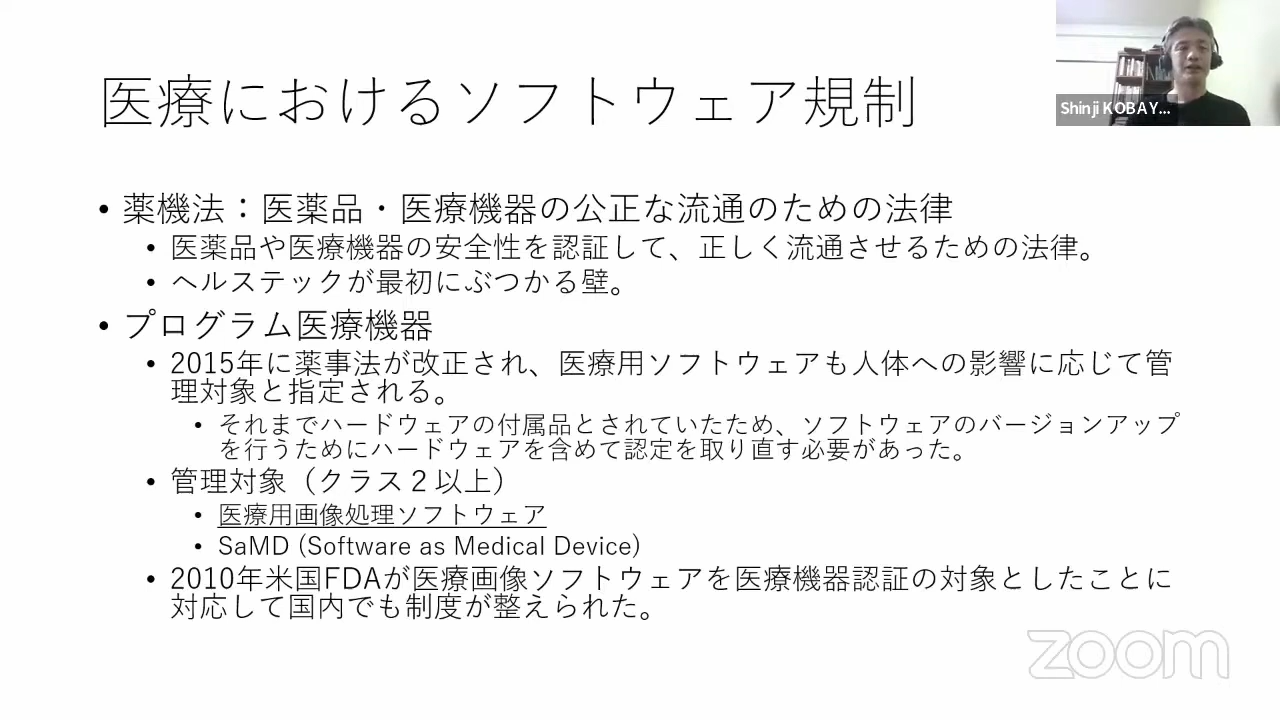 医療におけるソフトウェア規制
Shinji KOBAY...
• 薬機法：医薬品・医療機器の公正な流通のための法律
• 医薬品や医療機器の安全性を認証して、正しく流通させるための法律。
• ヘルステックが最初にぶつかる壁。
• プログラム医療機器
• 2015年に薬事法が改正され、医療用ソフトウェアも人体への影響に応じて管
理対象と指定される。
• それまでハードウェアの付属品とされていたため、ソフトウェアのバージョンアップ
を行うためにハードウェアを含めて認定を取り直す必要があった。
• 管理対象（クラス２以上）
• 医療用画像処理ソフトウェア
• SaMD (Software as Medical Device)
• 2010年米国FDAが医療画像ソフトウェアを医療機器認証の対象としたことに
対応して国内でも制度が整えられた。
zoom